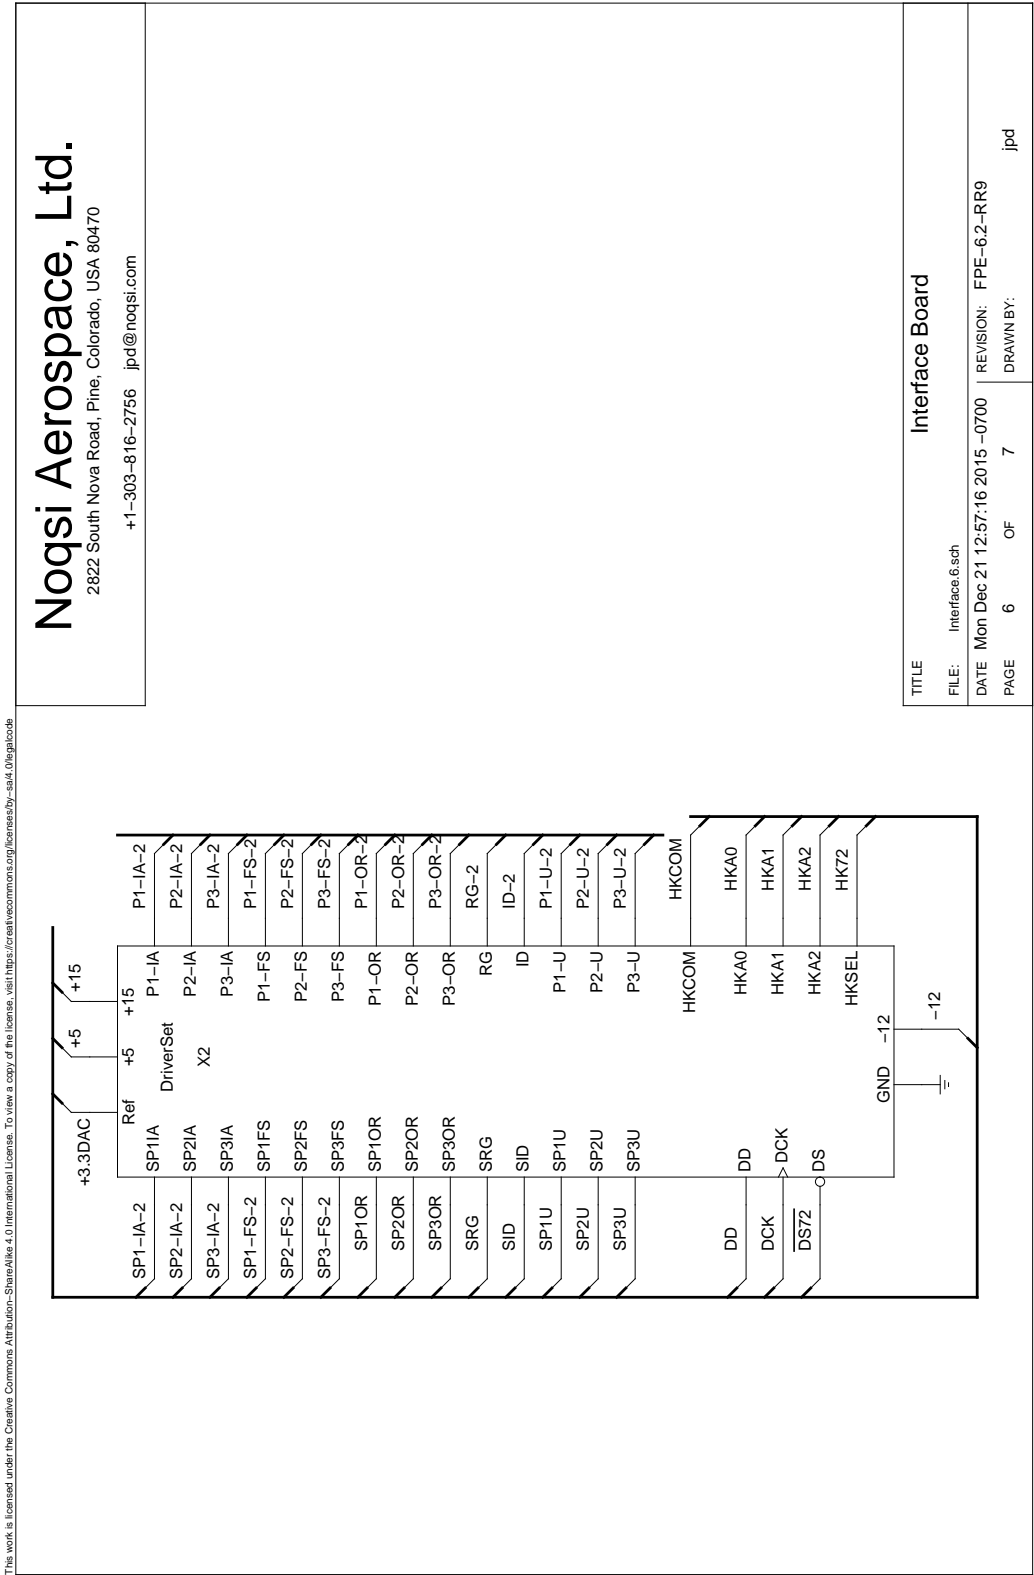 This work is licensed under the Creative Commons Attribution−ShareAlike 4.0 International License. To view a copy of the license, visit https://creativecommons.org/licenses/by−sa/4.0/legalcode
Noqsi Aerospace, Ltd.
2822 South Nova Road, Pine, Colorado, USA 80470
+1−303−816−2756 jpd@noqsi.com
+3.3DAC
+5
+15
Ref
+5
+15
DriverSet
X2
SP1−IA−2 SP1IA P1−IA P1−IA−2
SP2−IA−2 SP2IA P2−IA P2−IA−2
SP3−IA−2 SP3IA P3−IA P3−IA−2
SP1−FS−2 SP1FS P1−FS P1−FS−2
SP2−FS−2 SP2FS P2−FS P2−FS−2
SP3−FS−2 SP3FS P3−FS P3−FS−2
SP1OR SP1OR P1−OR P1−OR−2
SP2OR SP2OR P2−OR P2−OR−2
SP3OR SP3OR P3−OR P3−OR−2
SRG SRG RG RG−2
SID SID ID ID−2
SP1U SP1U P1−U P1−U−2
SP2U SP2U P2−U P2−U−2
SP3U SP3U P3−U P3−U−2
HKCOM HKCOM
DD DD HKA0 HKA0
DCK DCK HKA1 HKA1
DS72 DS HKA2 HKA2
HKSEL HK72
GND −12
−12
TITLE
Interface Board
FILE: Interface.6.sch
DATE Mon Dec 21 12:57:16 2015 −0700 REVISION: FPE−6.2−RR9
PAGE 6 OF 7 DRAWN BY: jpd